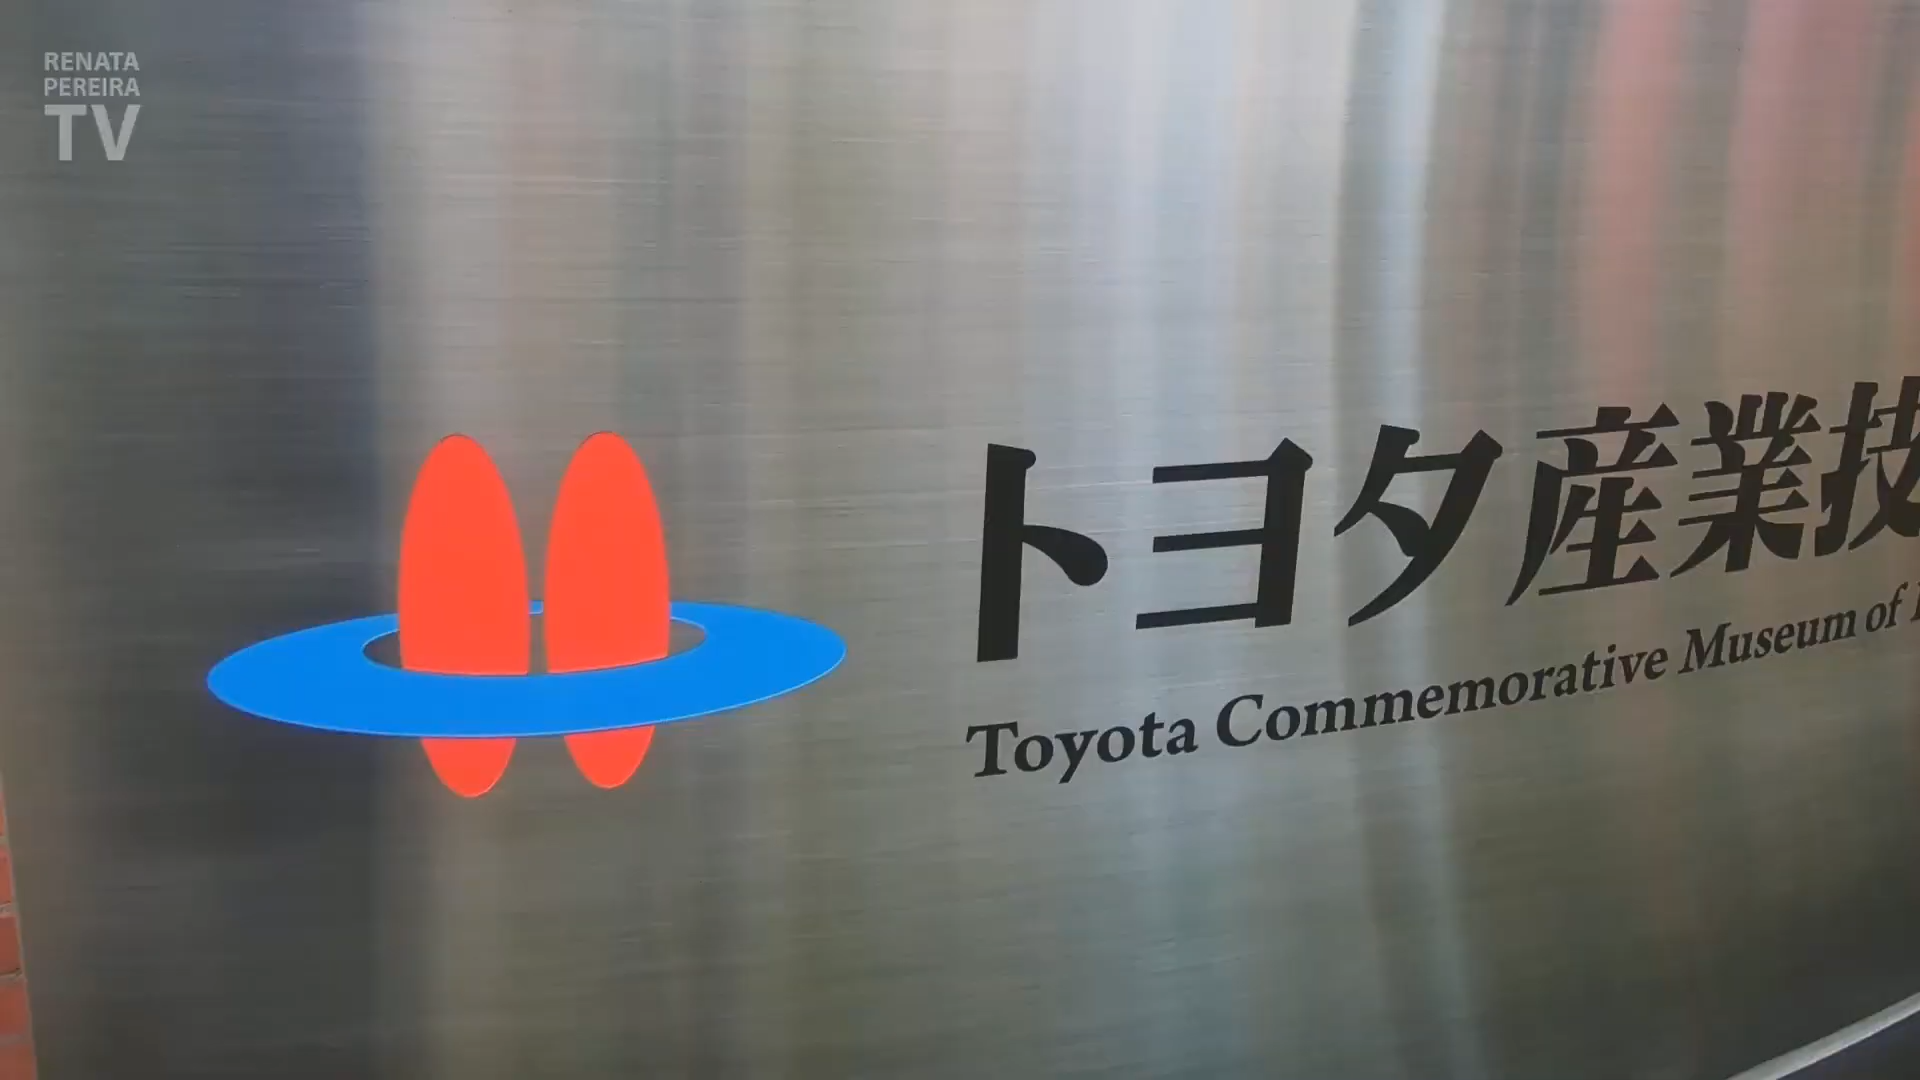 RENATA
PEREIRA
TV
トヨタ産業技
Toyota Commemorative Museum of